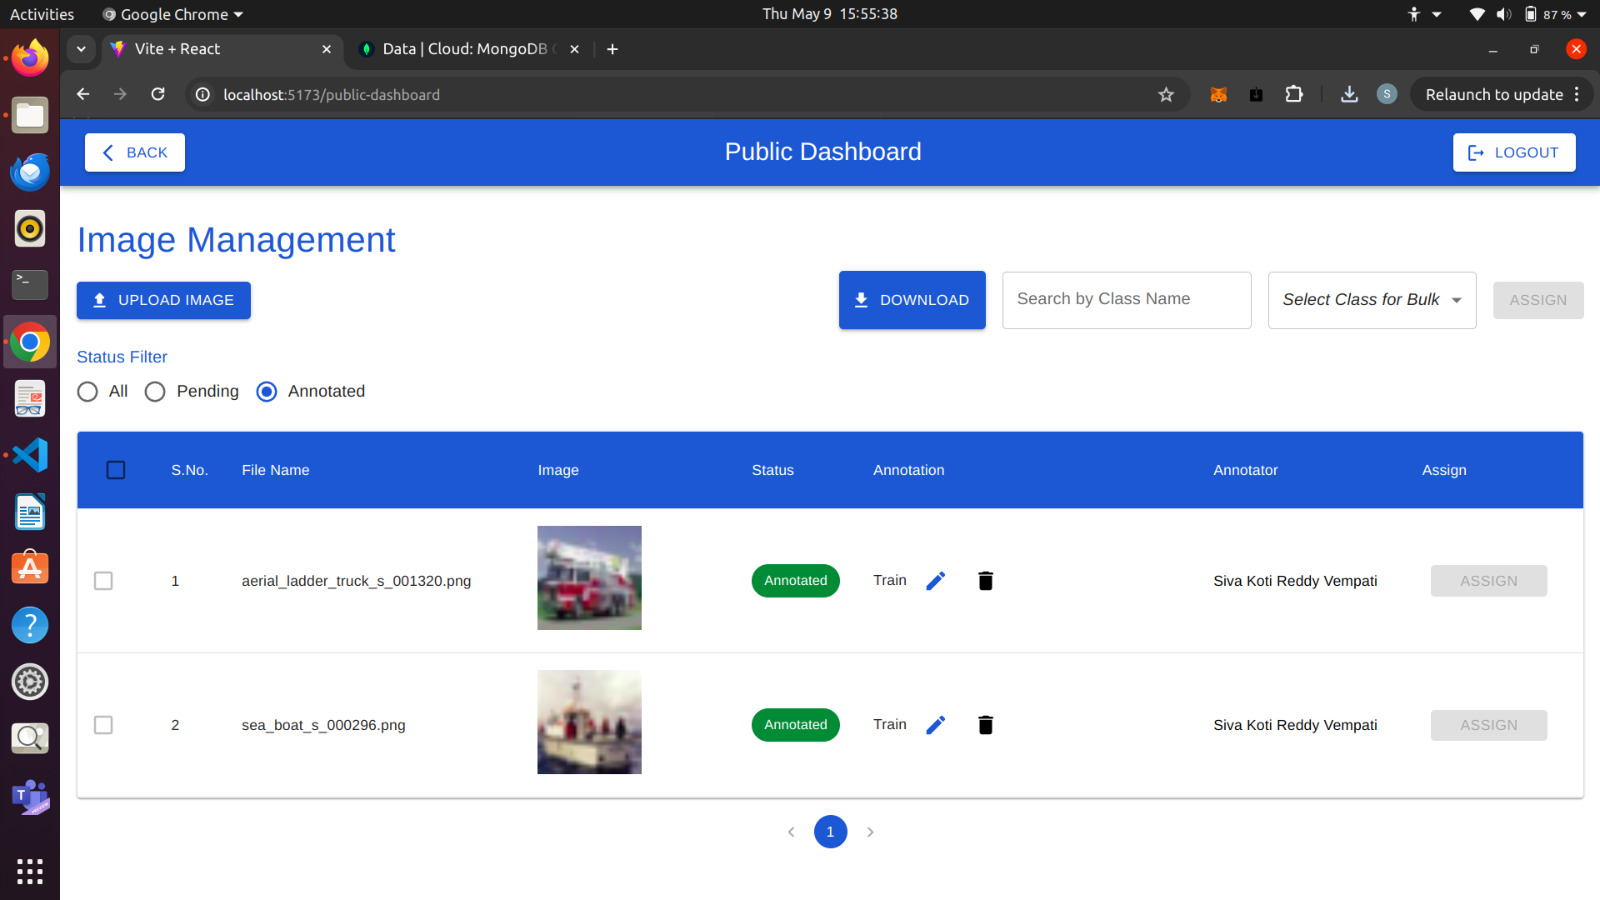 Activities Google Chrome Thu May 9 15:55:38 87 %
Vite + React Data | Cloud: MongoDB
localhost:5173/public-dashboard S Relaunch to update
BACK Public Dashboard LOGOUT
Image Management
UPLOAD IMAGE DOWNLOAD Search by Class Name Select Class for Bulk ASSIGN
Status Filter
All Pending Annotated
S.No. File Name Image Status Annotation Annotator Assign
1 aerial_ladder_truck_s_001320.png Annotated Train Siva Koti Reddy Vempati ASSIGN
2 sea_boat_s_000296.png Annotated Train Siva Koti Reddy Vempati ASSIGN
1